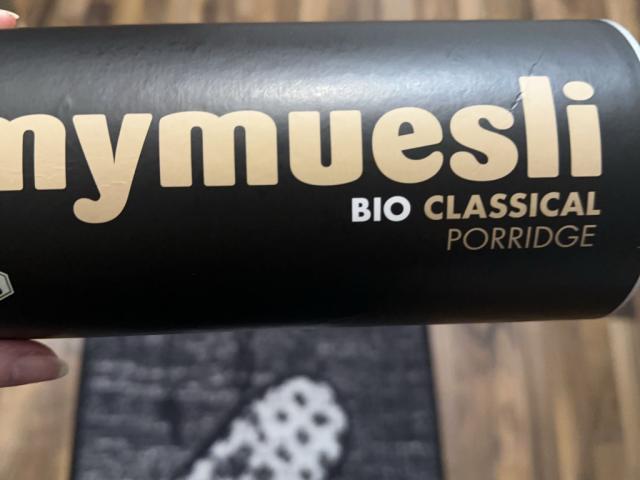 mymuesli
BIO CLASSICAL
PORRIDGE